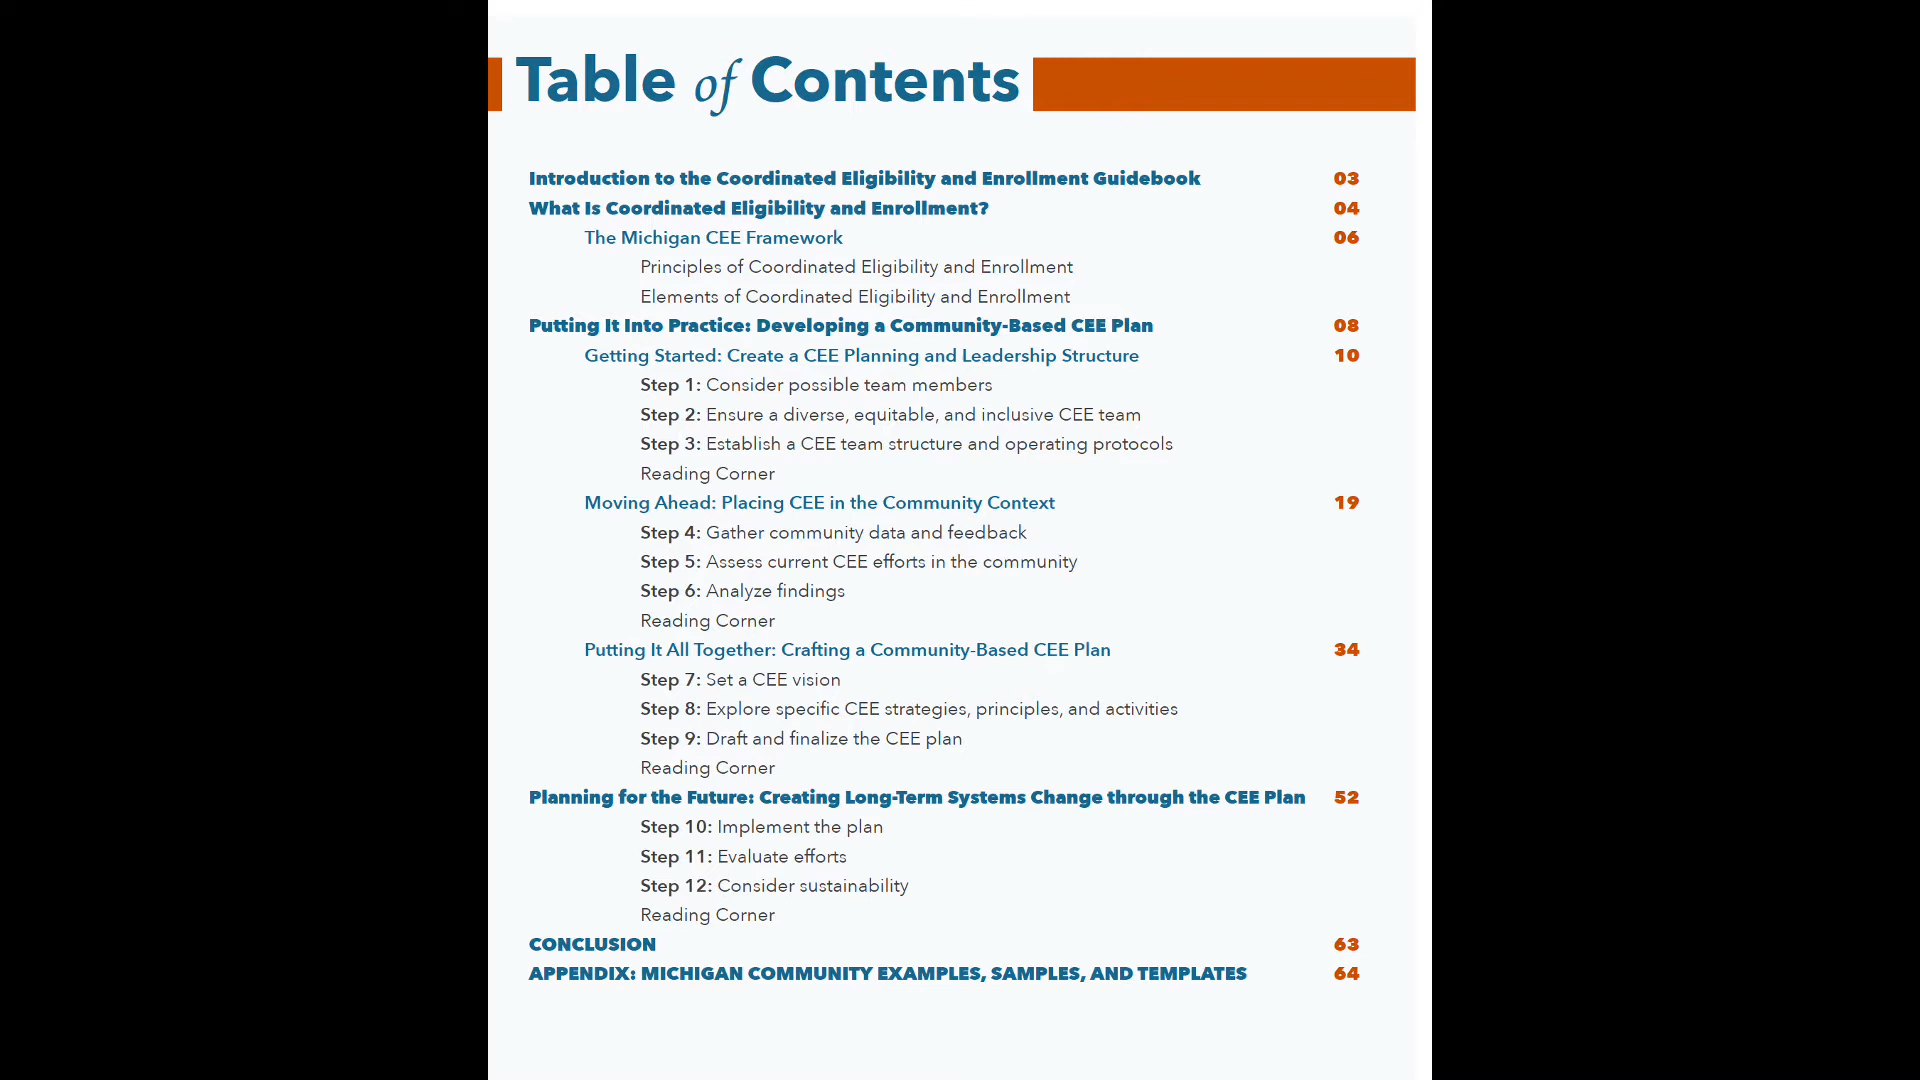 Table of Contents
Introduction to the Coordinated Eligibility and Enrollment Guidebook 03
What Is Coordinated Eligibility and Enrollment? 04
The Michigan CEE Framework 06
Principles of Coordinated Eligibility and Enrollment
Elements of Coordinated Eligibility and Enrollment
Putting It Into Practice: Developing a Community-Based CEE Plan 08
Getting Started: Create a CEE Planning and Leadership Structure 10
Step 1: Consider possible team members
Step 2: Ensure a diverse, equitable, and inclusive CEE team
Step 3: Establish a CEE team structure and operating protocols
Reading Corner
Moving Ahead: Placing CEE in the Community Context 19
Step 4: Gather community data and feedback
Step 5: Assess current CEE efforts in the community
Step 6: Analyze findings
Reading Corner
Putting It All Together: Crafting a Community-Based CEE Plan 34
Step 7: Set a CEE vision
Step 8: Explore specific CEE strategies, principles, and activities
Step 9: Draft and finalize the CEE plan
Reading Corner
Planning for the Future: Creating Long-Term Systems Change through the CEE Plan 52
Step 10: Implement the plan
Step 11: Evaluate efforts
Step 12: Consider sustainability
Reading Corner
CONCLUSION 63
APPENDIX: MICHIGAN COMMUNITY EXAMPLES, SAMPLES, AND TEMPLATES 64